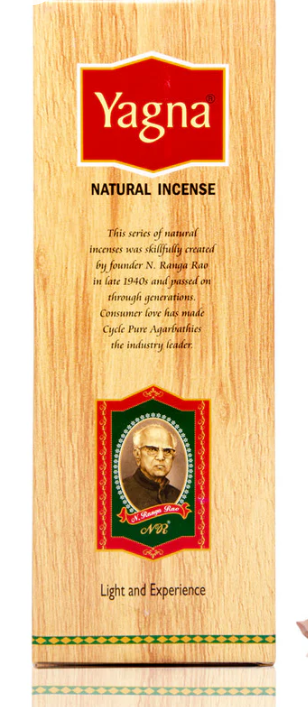 Yagna®
NATURAL INCENSE
This series of natural
incenses was skillfully created
by founder N. Ranga Rao
in late 1940s and passed on
through generations.
Consumer love has made
Cycle Pure Agarbathies
the industry leader.
N. Ranga Rao
NR®
Light and Experience